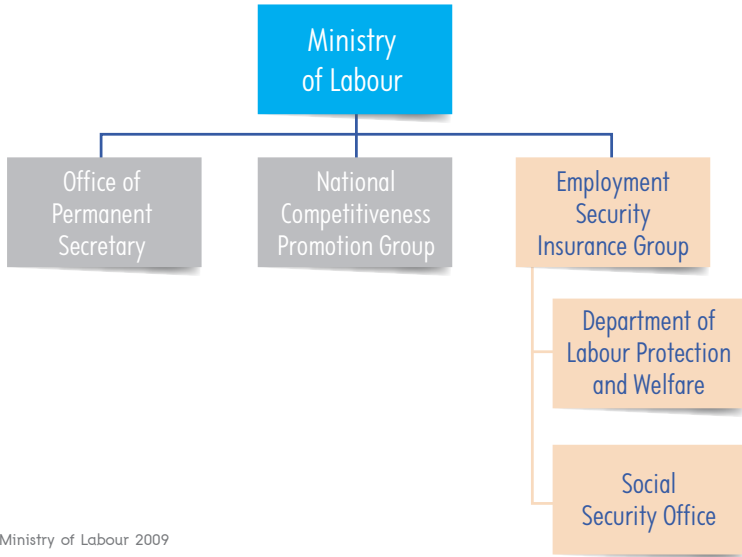 Ministry
of Labour
Office of
Permanent
Secretary
National
Competitiveness
Promotion Group
Employment
Security
Insurance Group
Department of
Labour Protection
and Welfare
Social
Security Office
Ministry of Labour 2009